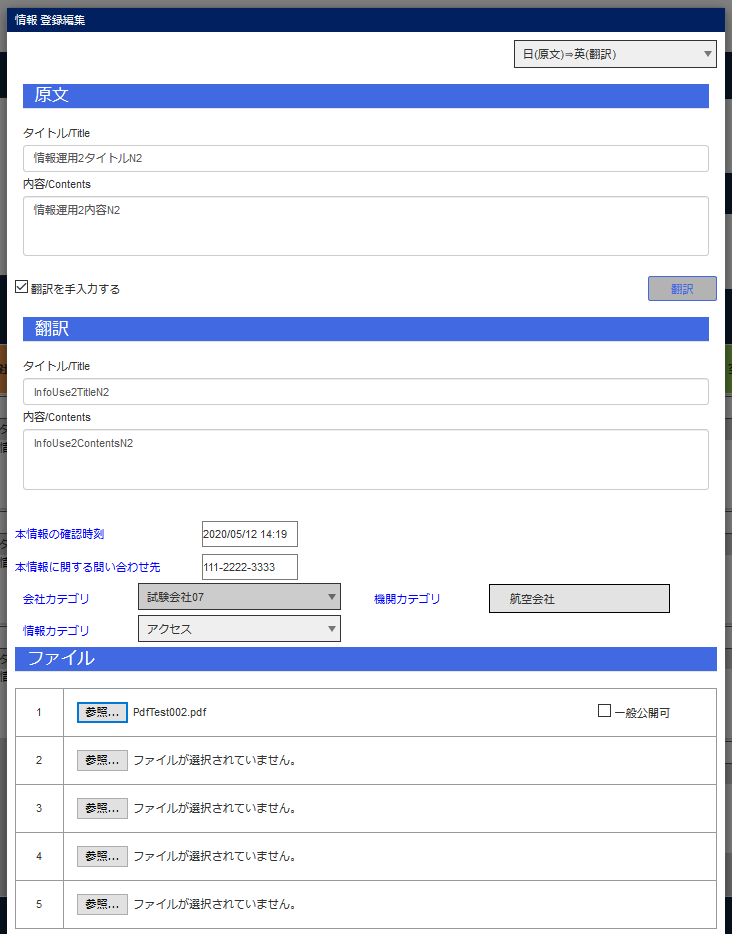 情報 登録編集
日(原文)⇒英(翻訳)
原文
タイトル/Title
情報運用2タイトルN2
内容/Contents
情報運用2内容N2
翻訳を手入力する
翻訳
翻訳
タイトル/Title
InfoUse2TitleN2
内容/Contents
InfoUse2ContentsN2
本情報の確認時刻 2020/05/12 14:19
本情報に関する問い合わせ先 111-2222-3333
会社カテゴリ 試験会社07 機関カテゴリ 航空会社
情報カテゴリ アクセス
ファイル
1 参照... PdfTest002.pdf 一般公開可
2 参照... ファイルが選択されていません。
3 参照... ファイルが選択されていません。
4 参照... ファイルが選択されていません。
5 参照... ファイルが選択されていません。